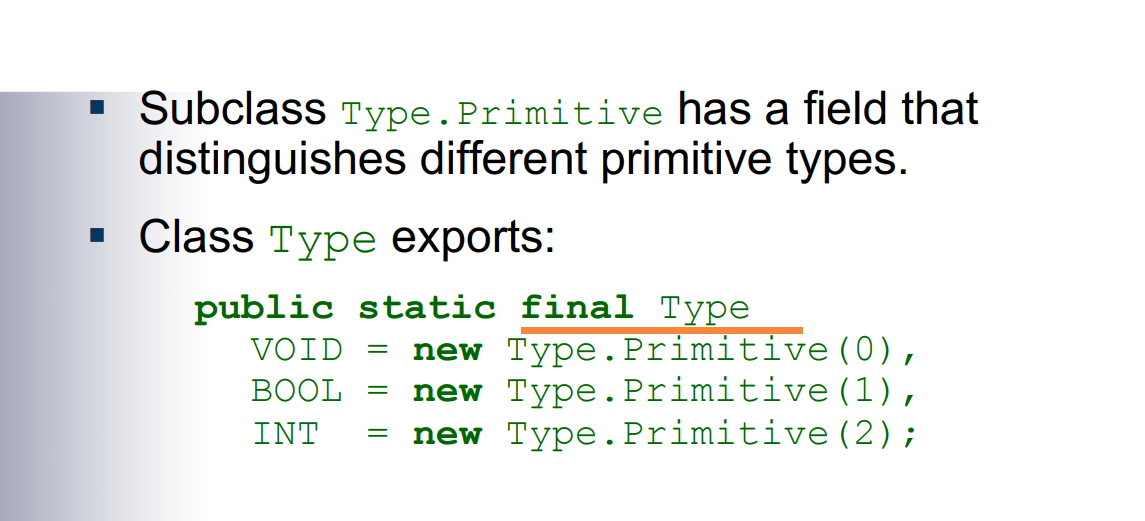 ▪ Subclass Type.Primitive has a field that
distinguishes different primitive types.
▪ Class Type exports:
public static final Type
VOID = new Type.Primitive(0),
BOOL = new Type.Primitive(1),
INT = new Type.Primitive(2);